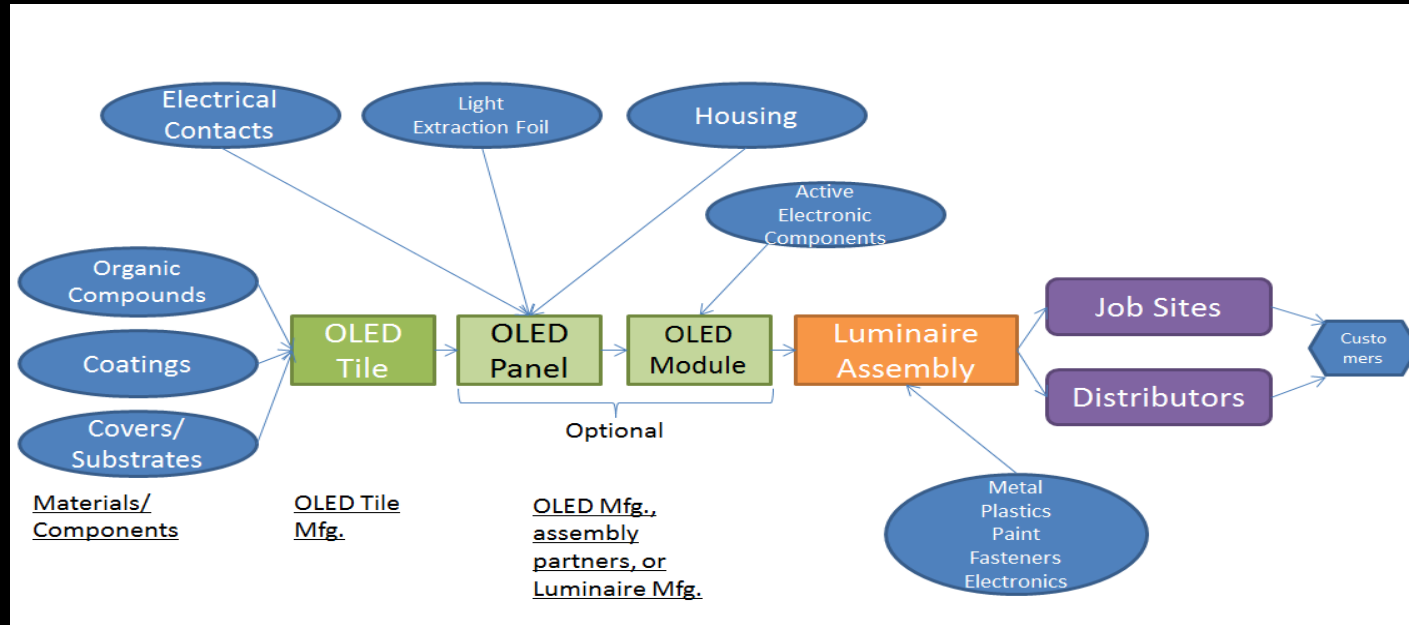 Electrical
Contacts
Light
Extraction Foil
Housing
Active
Electronic
Components
Organic
Compounds
Coatings
Covers/
Substrates
OLED
Tile
OLED
Panel
OLED
Module
Luminaire
Assembly
Job Sites
Distributors
Custo
mers
Optional
Metal
Plastics
Paint
Fasteners
Electronics
Materials/
Components
OLED Tile
Mfg.
OLED Mfg.,
assembly
partners, or
Luminaire Mfg.